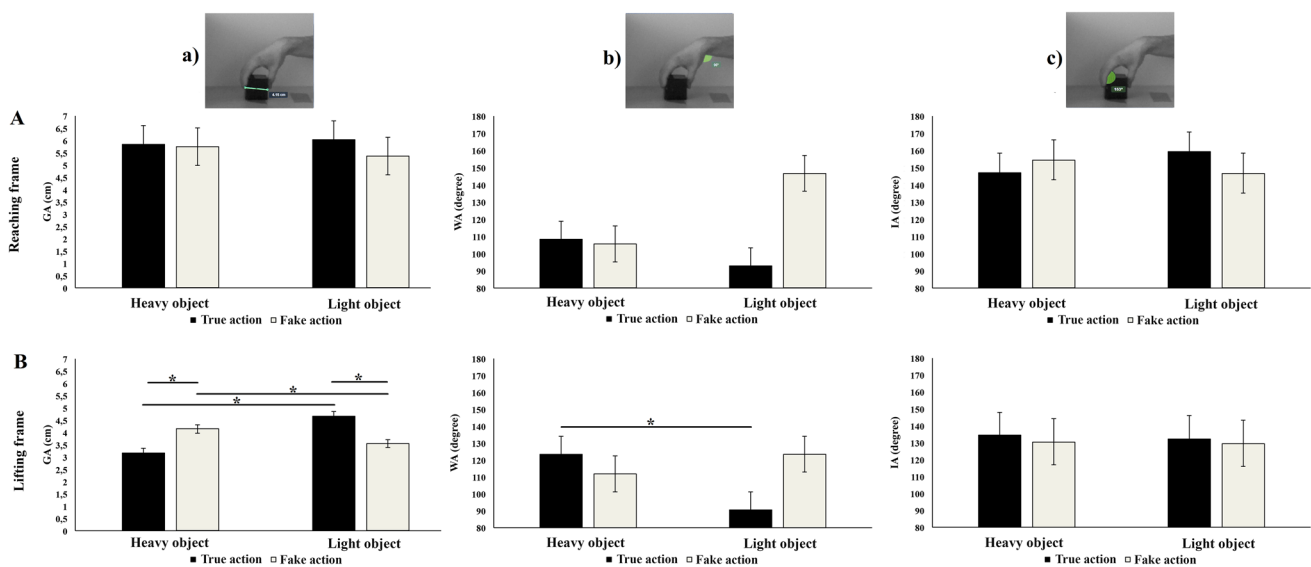 a)
b)
c)
A
Reaching frame
GA (cm)
7
6,5
6
5,5
5
4,5
4
3,5
3
2,5
2
1,5
1
0,5
0
Heavy object
Light object
■ True action □ Fake action
WA (degree)
180
170
160
150
140
130
120
110
100
90
80
Heavy object
Light object
■ True action □ Fake action
IA (degree)
180
170
160
150
140
130
120
110
100
90
80
Heavy object
Light object
■ True action □ Fake action
B
Lifting frame
GA (cm)
7
6,5
6
5,5
5
4,5
4
3,5
3
2,5
2
1,5
1
0,5
0
*
*
*
*
Heavy object
Light object
■ True action □ Fake action
WA (degree)
180
170
160
150
140
130
120
110
100
90
80
*
Heavy object
Light object
■ True action □ Fake action
IA (degree)
180
170
160
150
140
130
120
110
100
90
80
Heavy object
Light object
■ True action □ Fake action